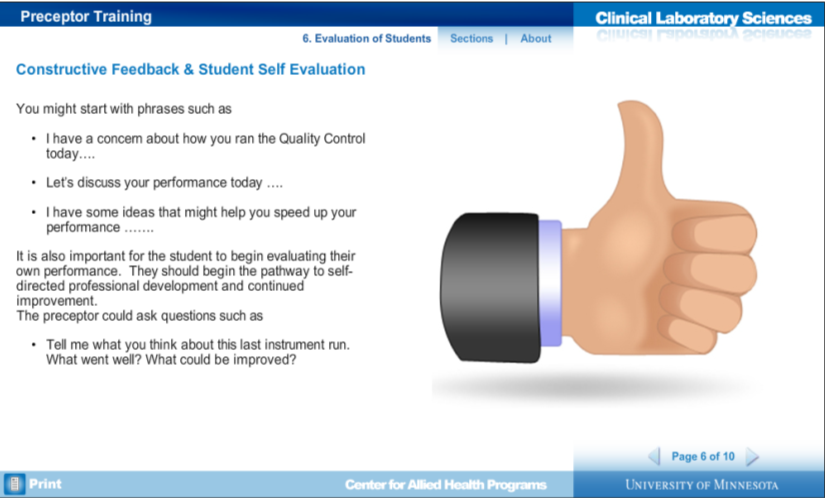 Preceptor Training
Clinical Laboratory Sciences
6. Evaluation of Students
Sections | About
Constructive Feedback & Student Self Evaluation
You might start with phrases such as
• I have a concern about how you ran the Quality Control
today….
• Let's discuss your performance today ….
• I have some ideas that might help you speed up your
performance …….
It is also important for the student to begin evaluating their
own performance.  They should begin the pathway to self-
directed professional development and continued
improvement.
The preceptor could ask questions such as
• Tell me what you think about this last instrument run.
What went well? What could be improved?
Page 6 of 10
Print
Center for Allied Health Programs
UNIVERSITY OF MINNESOTA